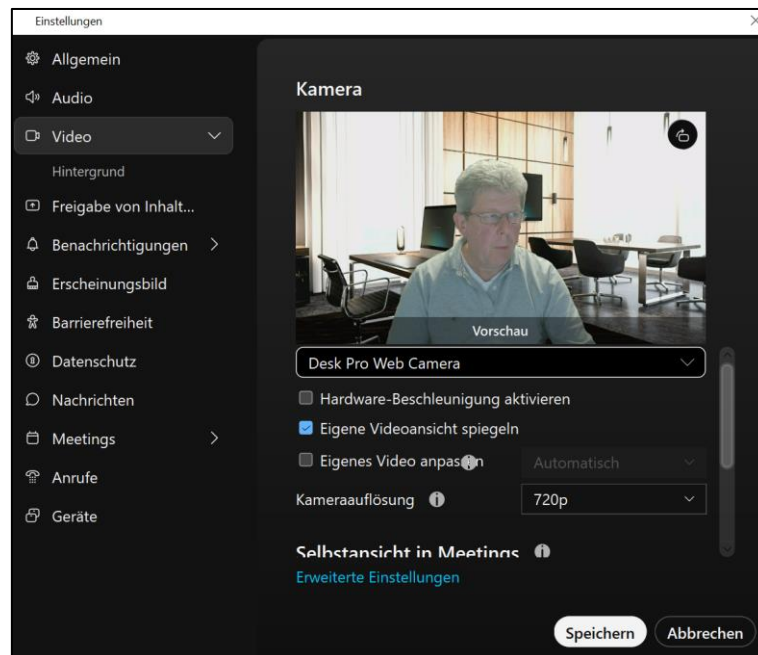 Einstellungen
Allgemein
Audio
Video
Hintergrund
Freigabe von Inhalt...
Benachrichtigungen
Erscheinungsbild
Barrierefreiheit
Datenschutz
Nachrichten
Meetings
Anrufe
Geräte
Kamera
Vorschau
Desk Pro Web Camera
Hardware-Beschleunigung aktivieren
Eigene Videoansicht spiegeln
Eigenes Video anpassen
Automatisch
Kameraauflösung
720p
Selbstansicht in Meetings
Erweiterte Einstellungen
Speichern
Abbrechen